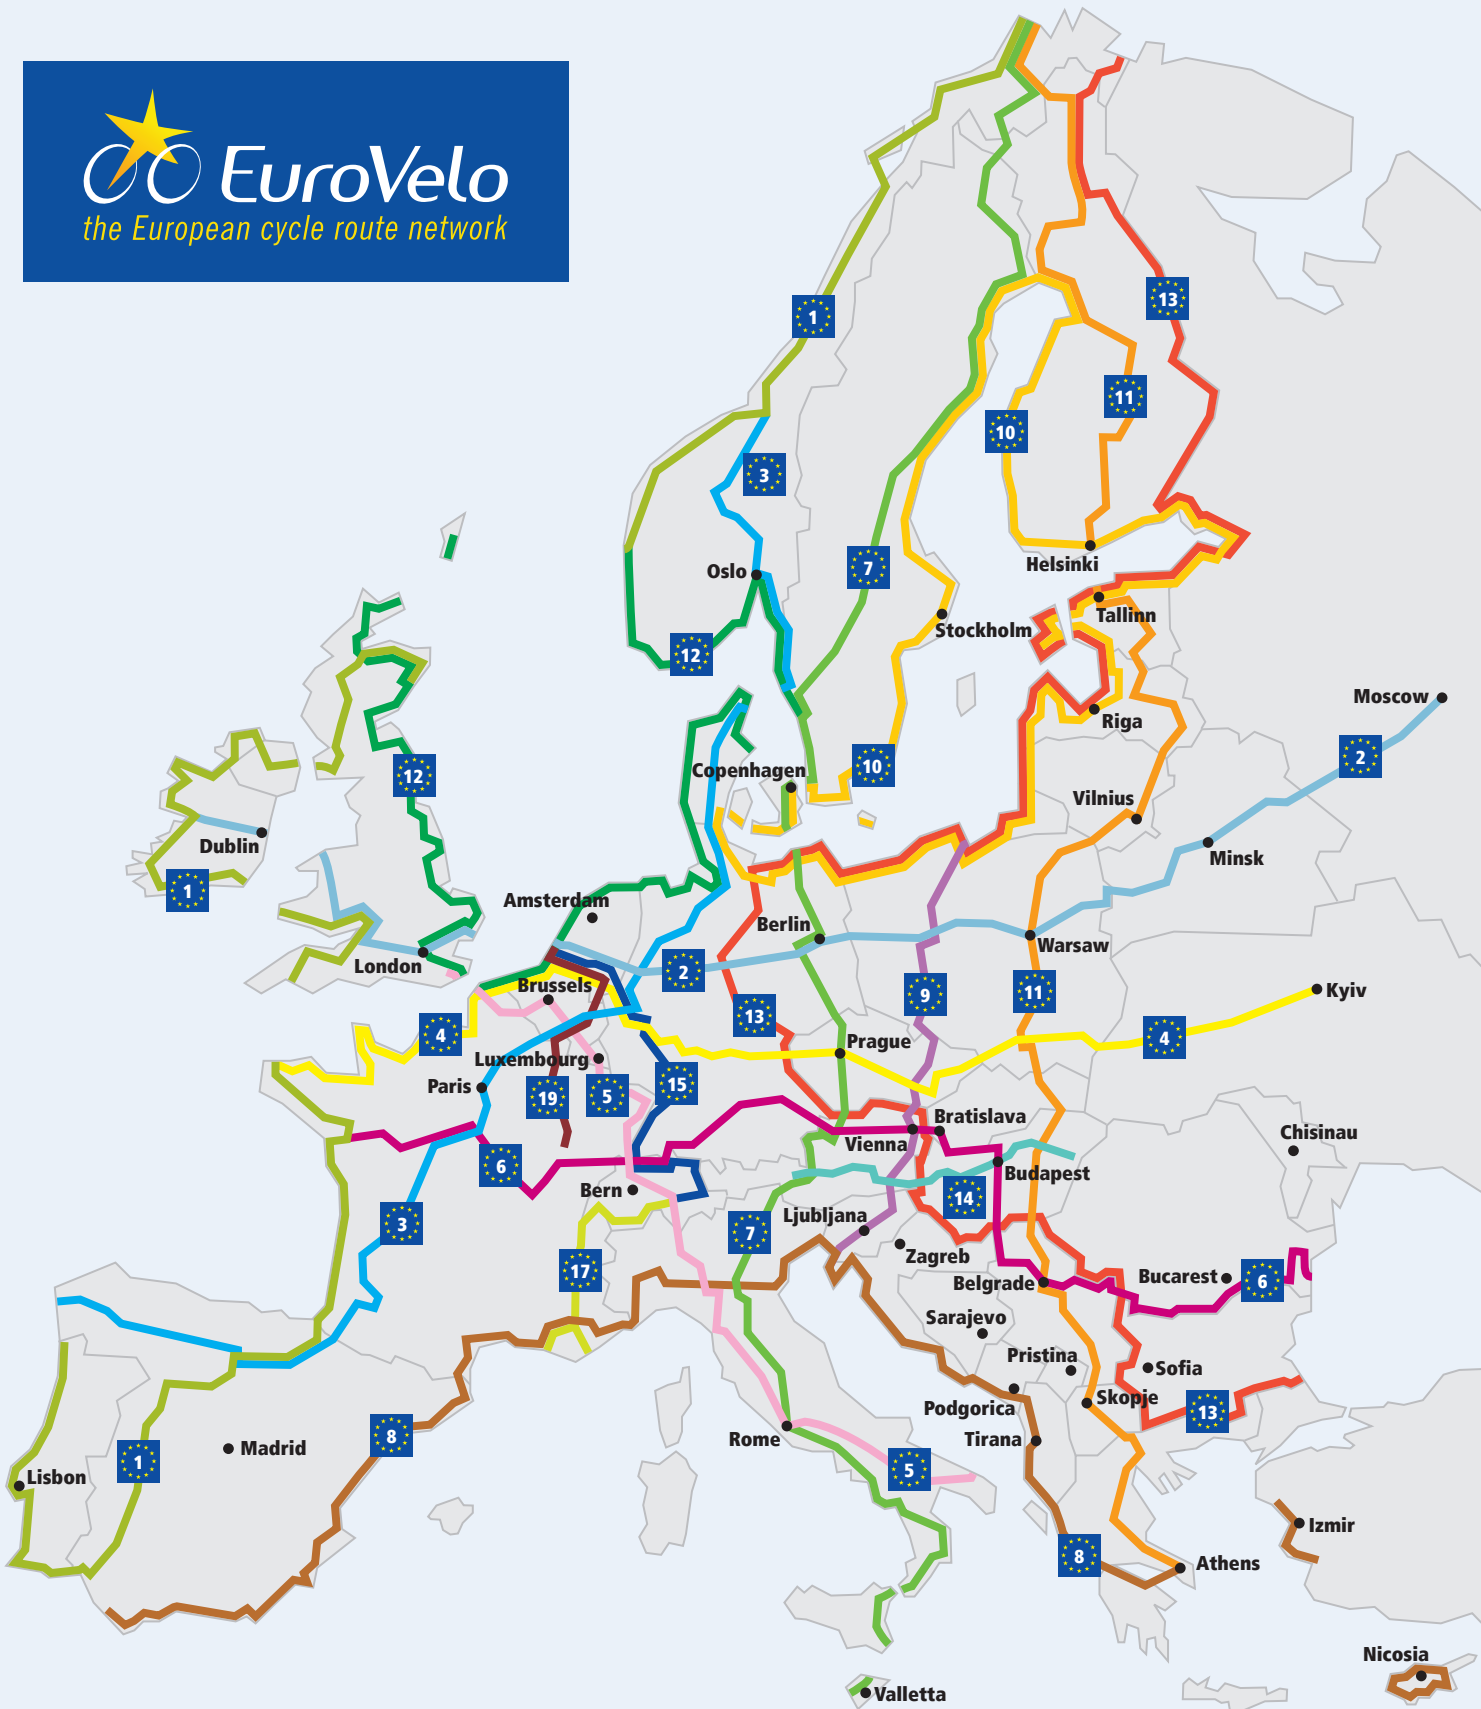 EuroVelo
the European cycle route network
1
13
11
10
3
7
Oslo
Helsinki
Tallinn
Stockholm
12
Moscow
Riga
2
10
12
Copenhagen
Vilnius
Dublin
Minsk
1
Amsterdam
Berlin
Warsaw
London
2
Brussels
9
11
Kyiv
13
4
4
Prague
Luxembourg
Paris
19
5
15
Bratislava
Vienna
Chisinau
6
Budapest
Bern
14
3
Ljubljana
7
Zagreb
17
Belgrade
Bucarest
6
Sarajevo
Pristina
Sofia
Skopje
Podgorica
13
8
Rome
Tirana
Madrid
1
5
Lisbon
Izmir
8
Athens
Nicosia
Valletta